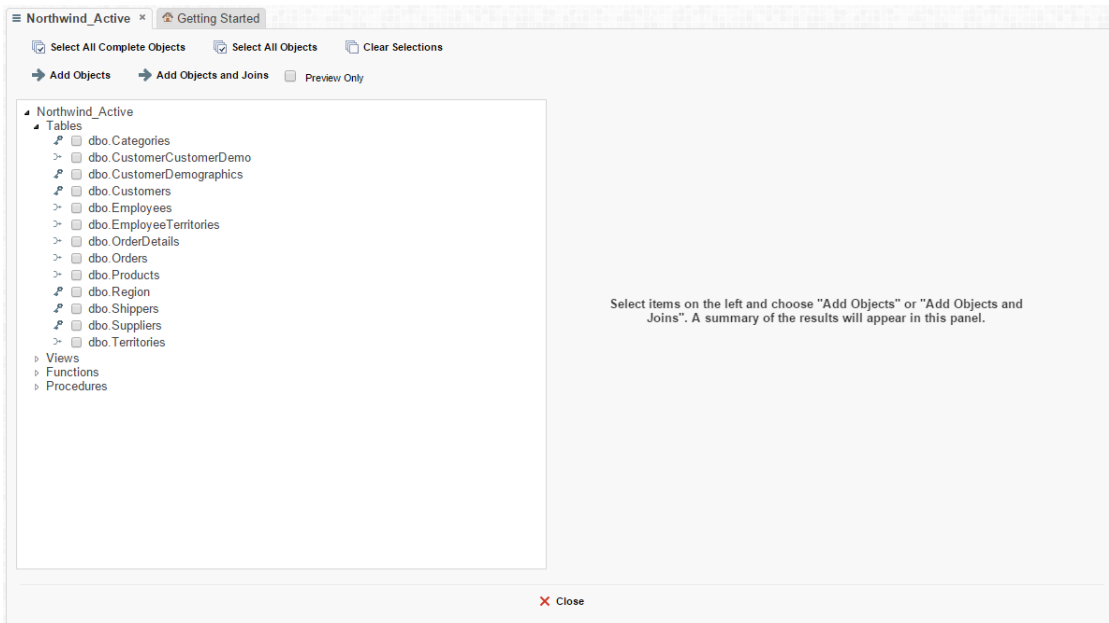 Northwind_Active × Getting Started
Select All Complete Objects Select All Objects Clear Selections
Add Objects Add Objects and Joins Preview Only
Northwind_Active
Tables
dbo.Categories
dbo.CustomerCustomerDemo
dbo.CustomerDemographics
dbo.Customers
dbo.Employees
dbo.EmployeeTerritories
dbo.OrderDetails
dbo.Orders
dbo.Products
dbo.Region
dbo.Shippers
dbo.Suppliers
dbo.Territories
Views
Functions
Procedures
Select items on the left and choose "Add Objects" or "Add Objects and
Joins". A summary of the results will appear in this panel.
Close